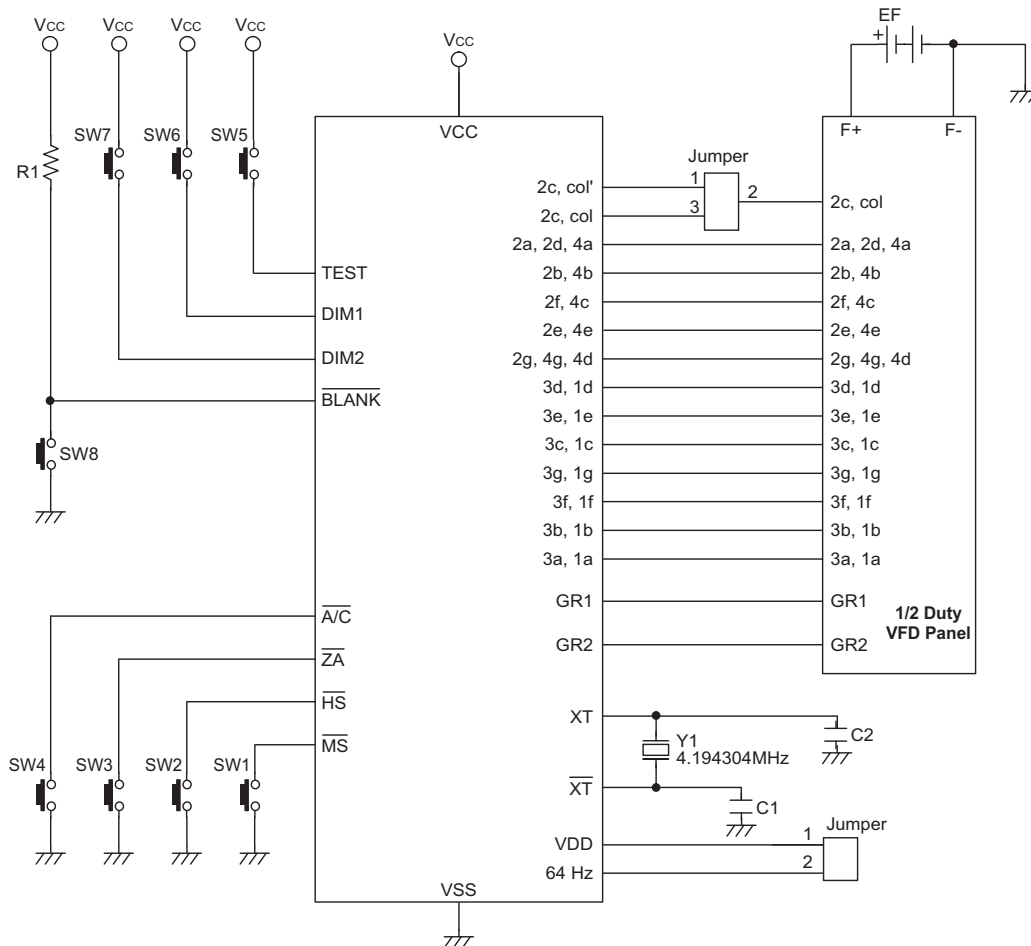 EF
+
Vcc Vcc Vcc Vcc
Vcc
VCC
F+ F-
SW7 SW6 SW5
R1
Jumper
2c, col' 1
2
2c, col 3
2c, col
2a, 2d, 4a 2a, 2d, 4a
TEST
2b, 4b 2b, 4b
2f, 4c 2f, 4c
DIM1
2e, 4e 2e, 4e
DIM2
2g, 4g, 4d 2g, 4g, 4d
3d, 1d 3d, 1d
BLANK
3e, 1e 3e, 1e
3c, 1c 3c, 1c
SW8
3g, 1g 3g, 1g
3f, 1f 3f, 1f
3b, 1b 3b, 1b
3a, 1a 3a, 1a
GR1 GR1
A/C
1/2 Duty
VFD Panel
GR2 GR2
ZA
HS
XT
C2
MS
Y1
4.194304MHz
SW4 SW3 SW2 SW1
XT
C1
Jumper
VDD 1
64 Hz 2
VSS